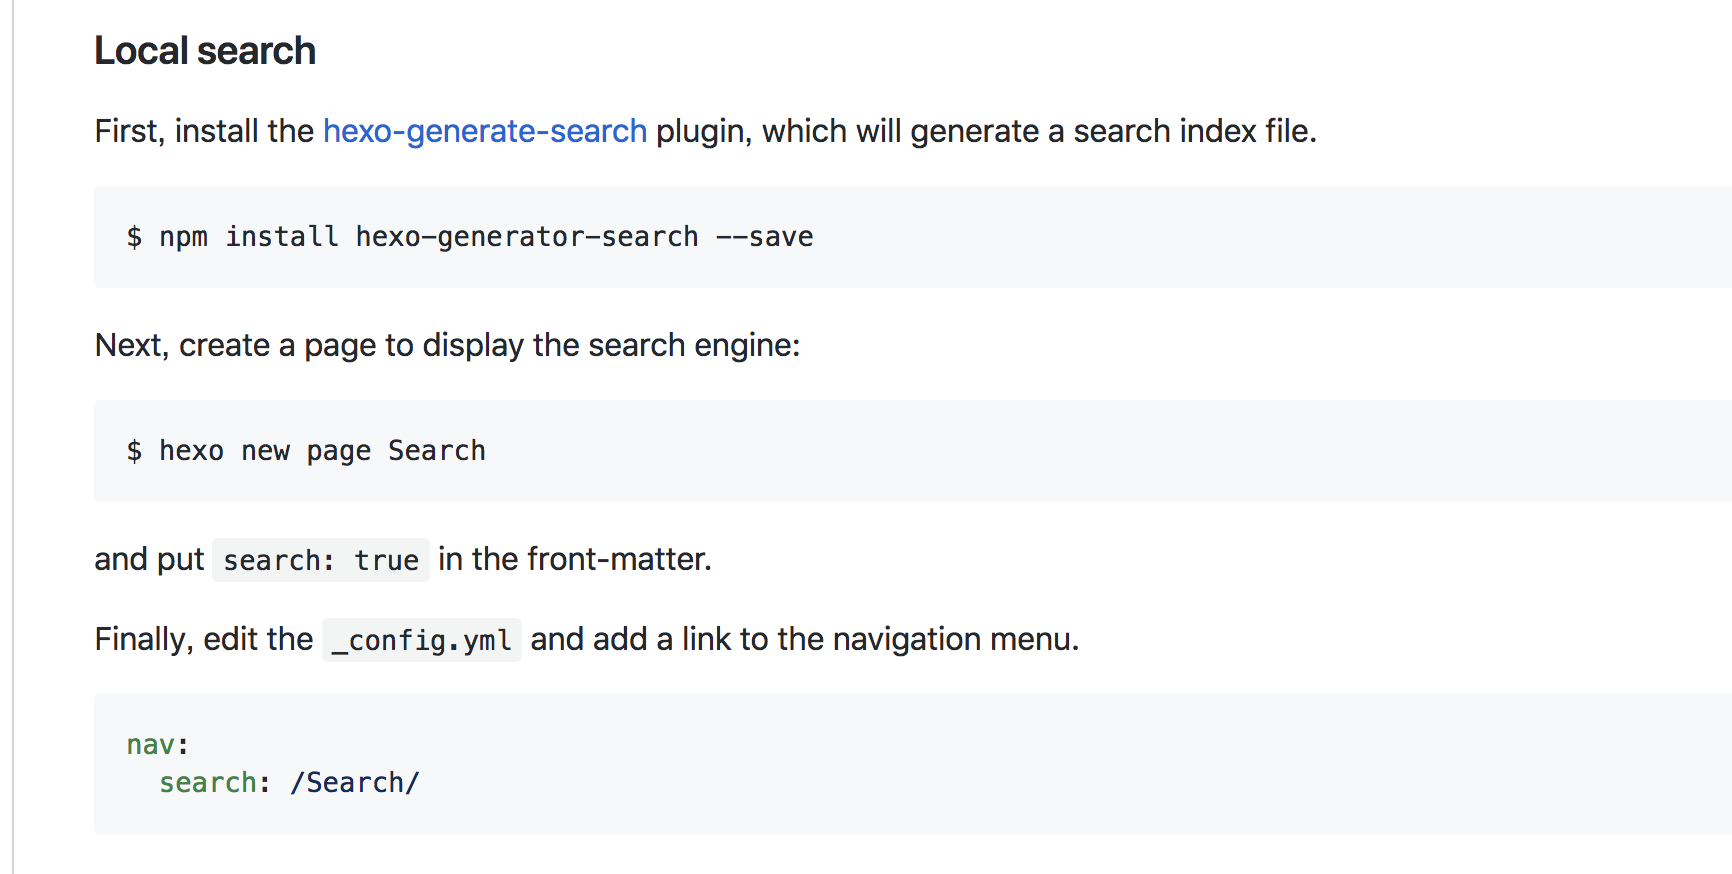 Local search
First, install the hexo-generate-search plugin, which will generate a search index file.
$ npm install hexo-generator-search --save
Next, create a page to display the search engine:
$ hexo new page Search
and put search: true in the front-matter.
Finally, edit the _config.yml and add a link to the navigation menu.
nav:
  search: /Search/